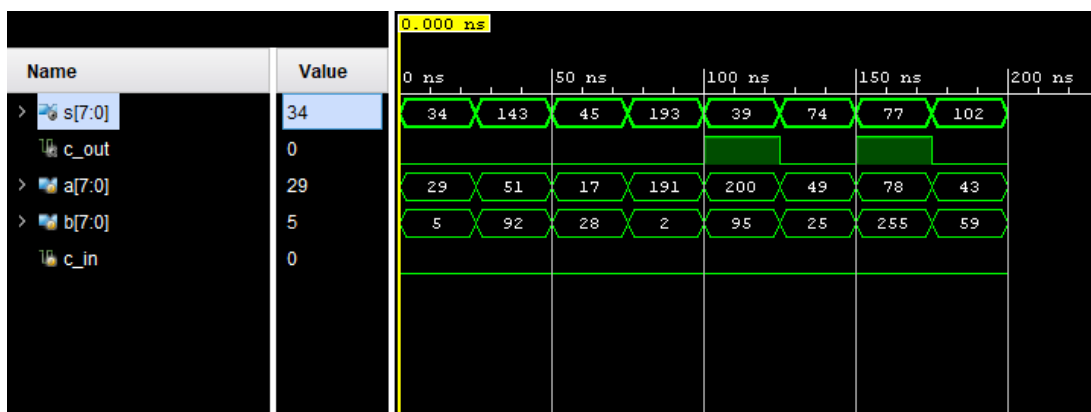 0.000 ns
Name Value
0 ns 50 ns 100 ns 150 ns 200 ns
> s[7:0] 34 34 143 45 193 39 74 77 102
c_out 0
> a[7:0] 29 29 51 17 191 200 49 78 43
> b[7:0] 5 5 92 28 2 95 25 255 59
c_in 0